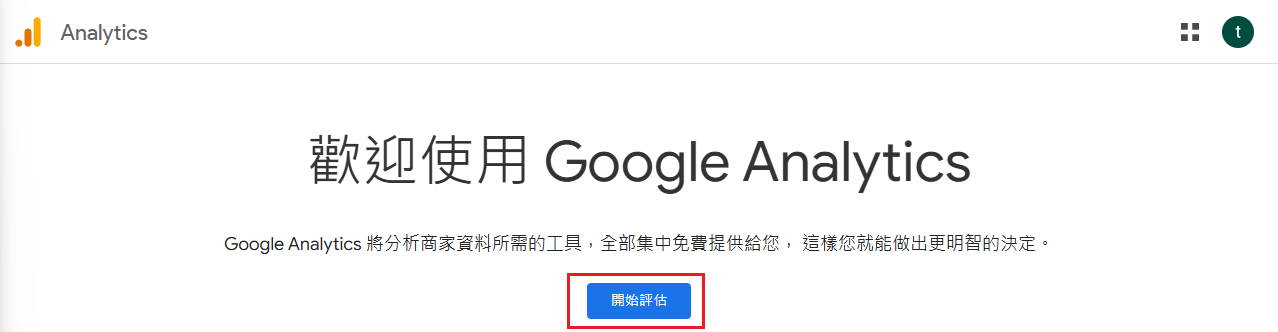 Analytics
t
歡迎使用 Google Analytics
Google Analytics 將分析商家資料所需的工具，全部集中免費提供給您， 這樣您就能做出更明智的決定。
開始評估